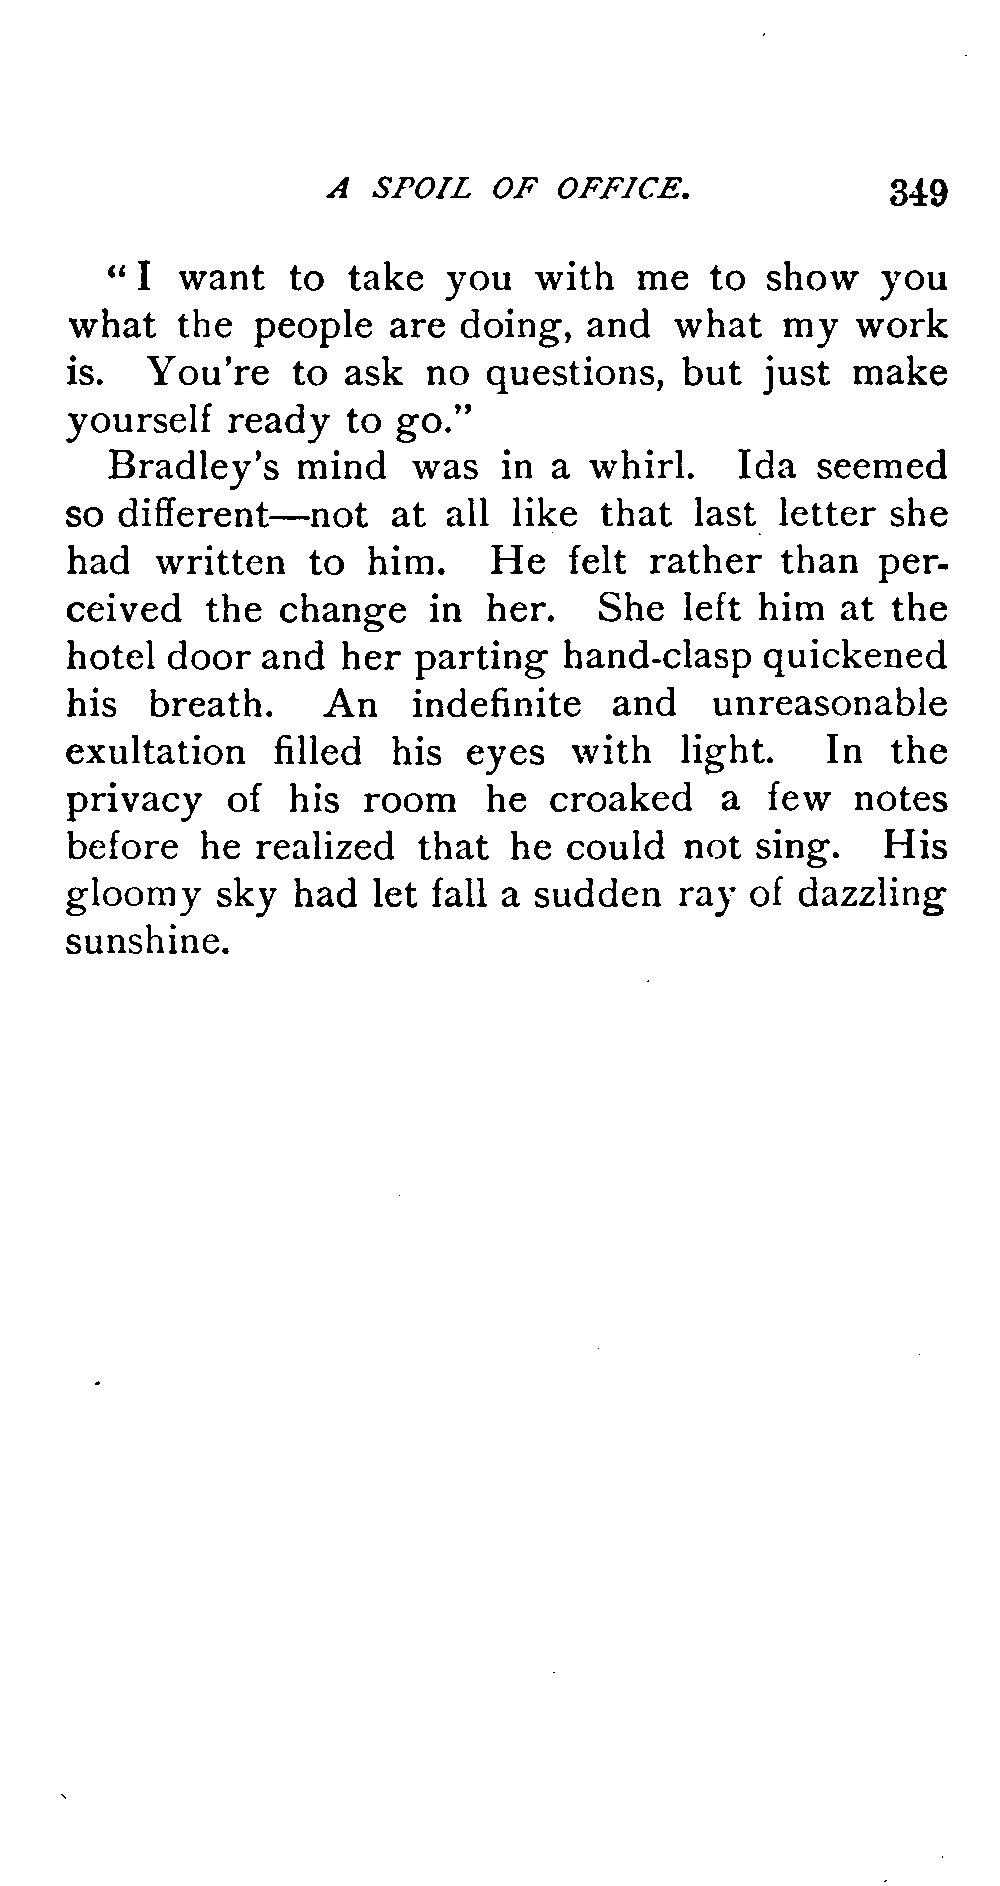 A SPOIL OF OFFICE. 349
“I want to take you with me to show you
what the people are doing, and what my work
is. You're to ask no questions, but just make
yourself ready to go.”
Bradley's mind was in a whirl. Ida seemed
so different—not at all like that last letter she
had written to him. He felt rather than per-
ceived the change in her. She left him at the
hotel door and her parting hand-clasp quickened
his breath. An indefinite and unreasonable
exultation filled his eyes with light. In the
privacy of his room he croaked a few notes
before he realized that he could not sing. His
gloomy sky had let fall a sudden ray of dazzling
sunshine.